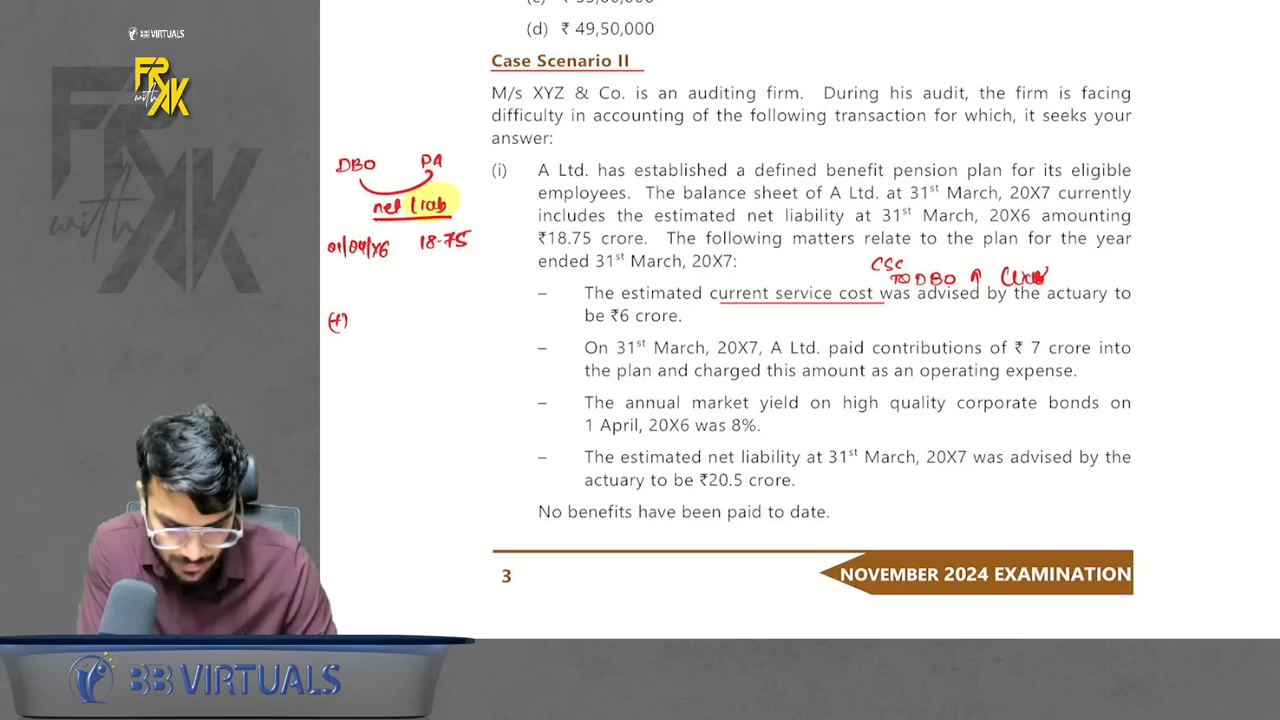 (c) ₹ 55,00,000
(d) ₹ 49,50,000
BB VIRTUALS
FR
with
AK
Case Scenario II
M/s XYZ & Co. is an auditing firm. During his audit, the firm is facing
difficulty in accounting of the following transaction for which, it seeks your
answer:
DBO PA
net liab
01/04/X6 18.75
(i) A Ltd. has established a defined benefit pension plan for its eligible
employees. The balance sheet of A Ltd. at 31st March, 20X7 currently
includes the estimated net liability at 31st March, 20X6 amounting
₹18.75 crore. The following matters relate to the plan for the year
ended 31st March, 20X7:
CSC
TO DBO ↑
– The estimated current service cost was advised by the actuary to
be ₹6 crore.
(+)
– On 31st March, 20X7, A Ltd. paid contributions of ₹ 7 crore into
the plan and charged this amount as an operating expense.
– The annual market yield on high quality corporate bonds on
1 April, 20X6 was 8%.
– The estimated net liability at 31st March, 20X7 was advised by the
actuary to be ₹20.5 crore.
No benefits have been paid to date.
3
NOVEMBER 2024 EXAMINATION
BB VIRTUALS